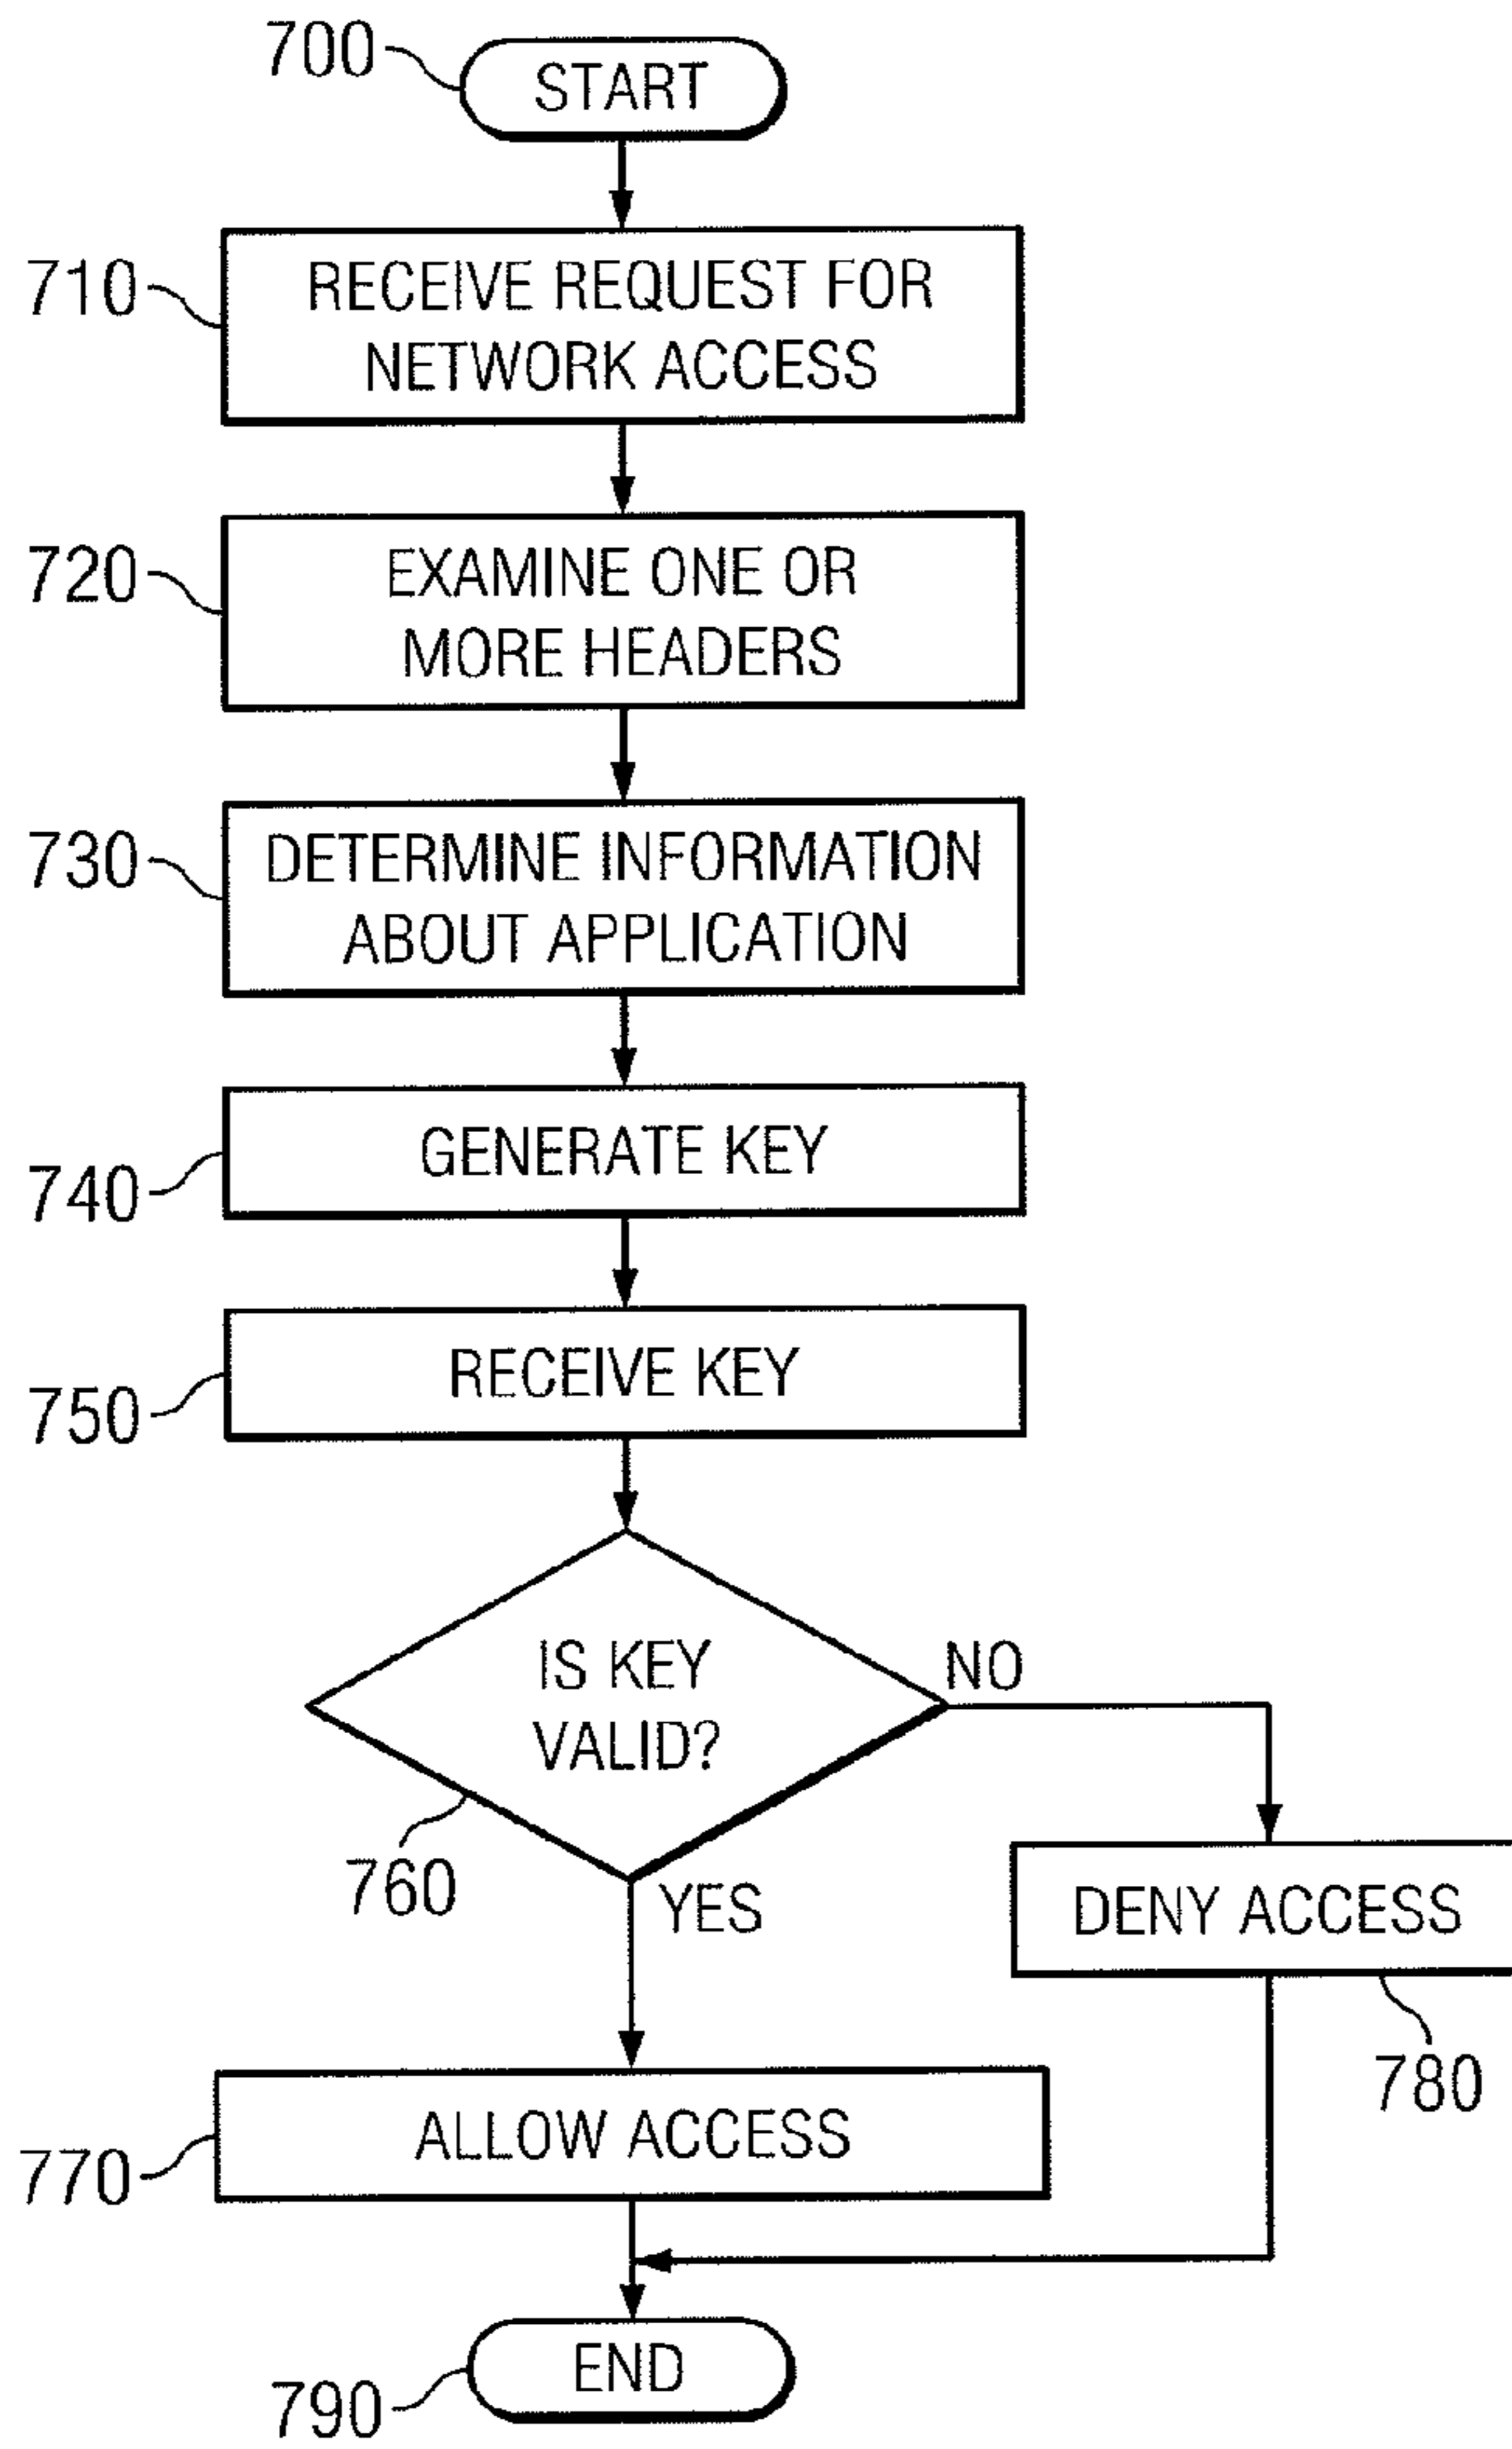 700
START
710
RECEIVE REQUEST FOR
NETWORK ACCESS
720
EXAMINE ONE OR
MORE HEADERS
730
DETERMINE INFORMATION
ABOUT APPLICATION
740
GENERATE KEY
750
RECEIVE KEY
IS KEY
VALID?
NO
760
YES
DENY ACCESS
780
770
ALLOW ACCESS
790
END